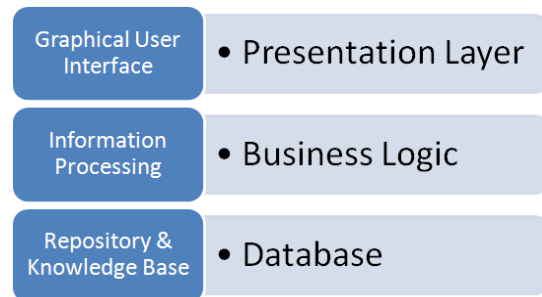 Graphical User
Interface
• Presentation Layer
Information
Processing
• Business Logic
Repository &
Knowledge Base
• Database